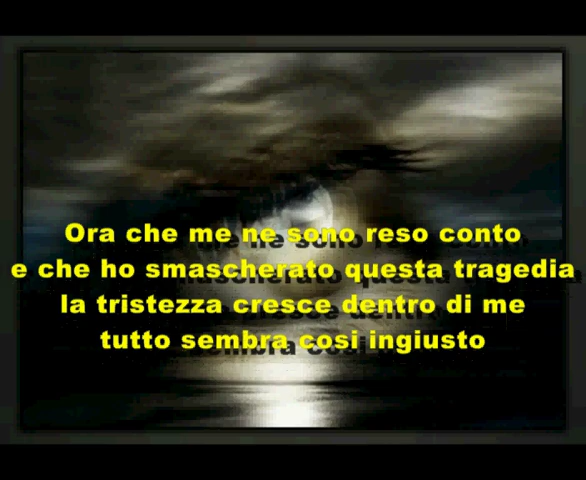 Ora che me ne sono reso conto
e che ho smascherato questa tragedia
la tristezza cresce dentro di me
tutto sembra cosi ingiusto